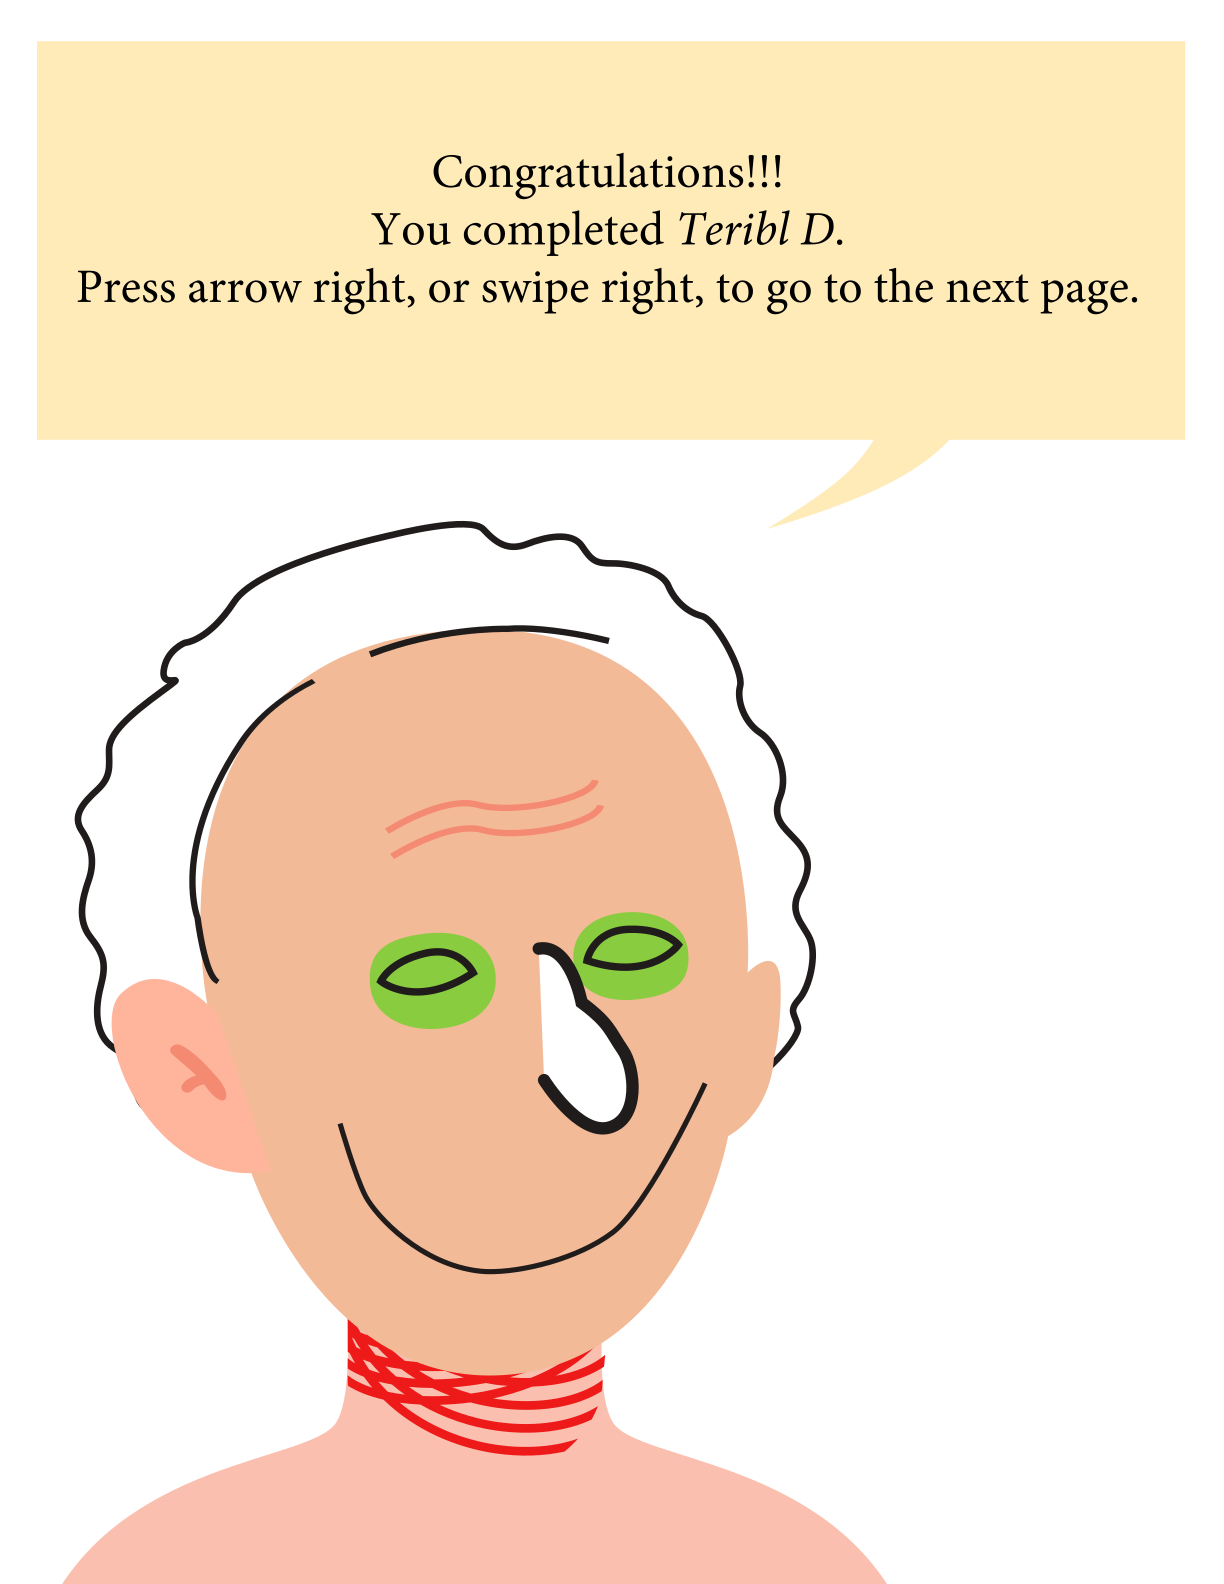 Congratulations!!!
You completed Teribl D.
Press arrow right, or swipe right, to go to the next page.